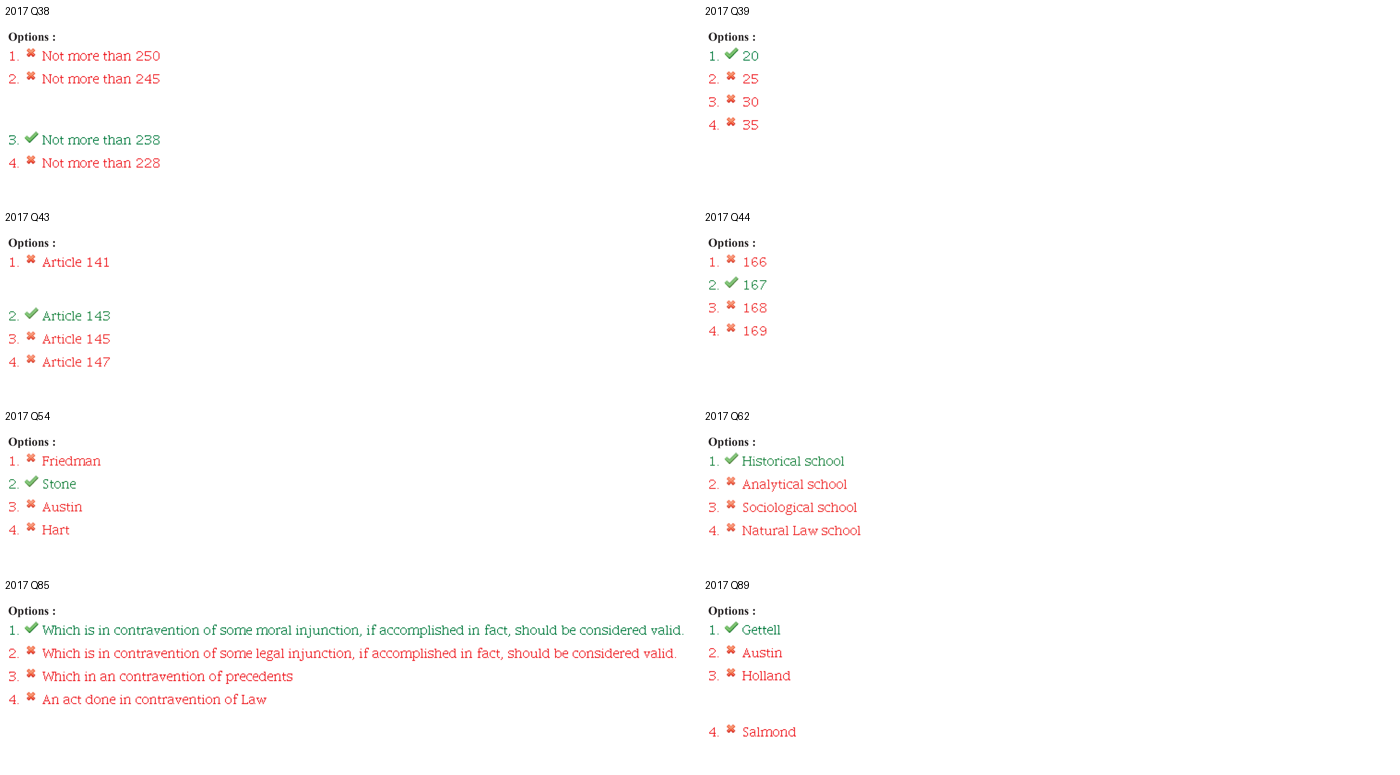 2017 Q38
Options :
1. ✖ Not more than 250
2. ✖ Not more than 245
3. ✔ Not more than 238
4. ✖ Not more than 228
2017 Q39
Options :
1. ✔ 20
2. ✖ 25
3. ✖ 30
4. ✖ 35
2017 Q43
Options :
1. ✖ Article 141
2. ✔ Article 143
3. ✖ Article 145
4. ✖ Article 147
2017 Q44
Options :
1. ✖ 166
2. ✔ 167
3. ✖ 168
4. ✖ 169
2017 Q54
Options :
1. ✖ Friedman
2. ✔ Stone
3. ✖ Austin
4. ✖ Hart
2017 Q62
Options :
1. ✔ Historical school
2. ✖ Analytical school
3. ✖ Sociological school
4. ✖ Natural Law school
2017 Q85
Options :
1. ✔ Which is in contravention of some moral injunction, if accomplished in fact, should be considered valid.
2. ✖ Which is in contravention of some legal injunction, if accomplished in fact, should be considered valid.
3. ✖ Which in an contravention of precedents
4. ✖ An act done in contravention of Law
2017 Q89
Options :
1. ✔ Gettell
2. ✖ Austin
3. ✖ Holland
4. ✖ Salmond